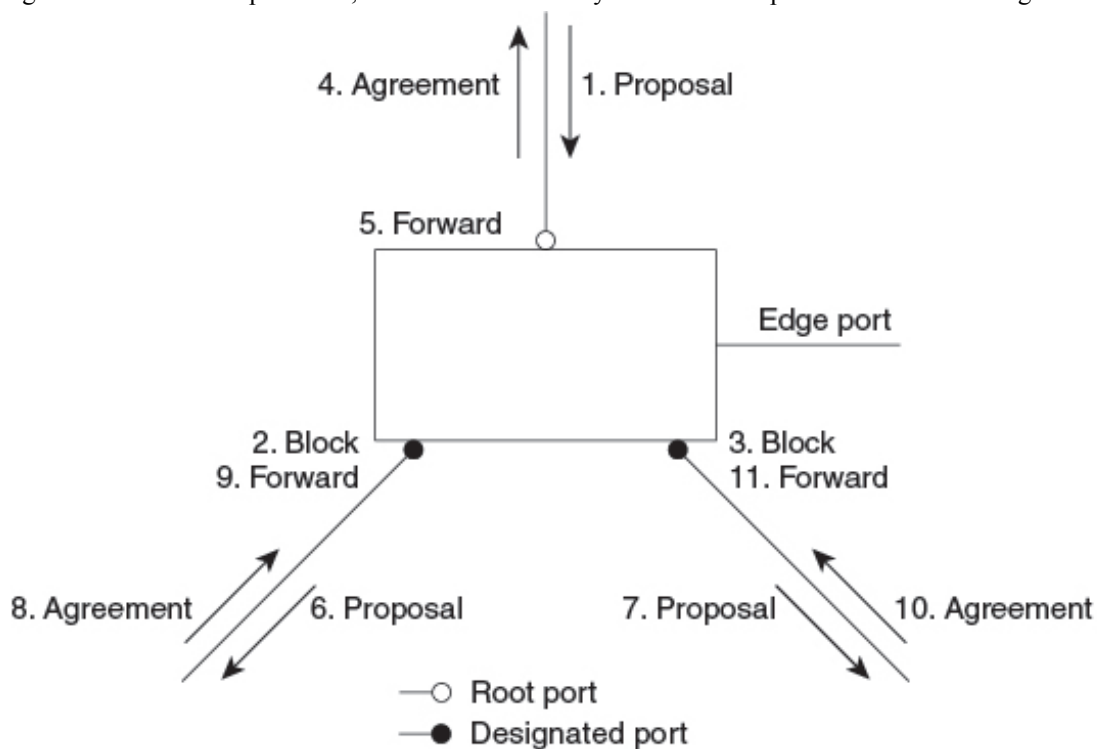 4. Agreement
1. Proposal
5. Forward
Edge port
2. Block
9. Forward
3. Block
11. Forward
8. Agreement
6. Proposal
7. Proposal
10. Agreement
Root port
Designated port